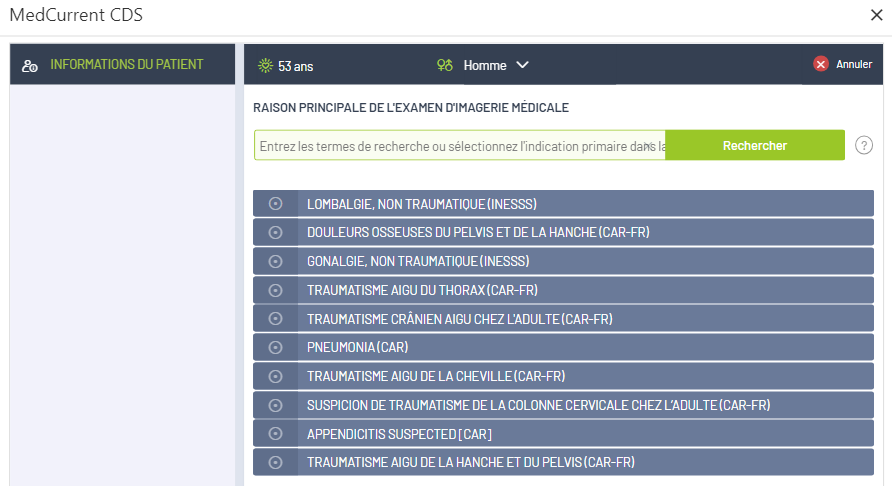 MedCurrent CDS
INFORMATIONS DU PATIENT
53 ans
Homme
Annuler
RAISON PRINCIPALE DE L'EXAMEN D'IMAGERIE MÉDICALE
Entrez les termes de recherche ou sélectionnez l'indication primaire dans la
Rechercher
?
LOMBALGIE, NON TRAUMATIQUE (INESSS)
DOULEURS OSSEUSES DU PELVIS ET DE LA HANCHE (CAR-FR)
GONALGIE, NON TRAUMATIQUE (INESSS)
TRAUMATISME AIGU DU THORAX (CAR-FR)
TRAUMATISME CRÂNIEN AIGU CHEZ L'ADULTE (CAR-FR)
PNEUMONIA (CAR)
TRAUMATISME AIGU DE LA CHEVILLE (CAR-FR)
SUSPICION DE TRAUMATISME DE LA COLONNE CERVICALE CHEZ L'ADULTE (CAR-FR)
APPENDICITIS SUSPECTED [CAR]
TRAUMATISME AIGU DE LA HANCHE ET DU PELVIS (CAR-FR)